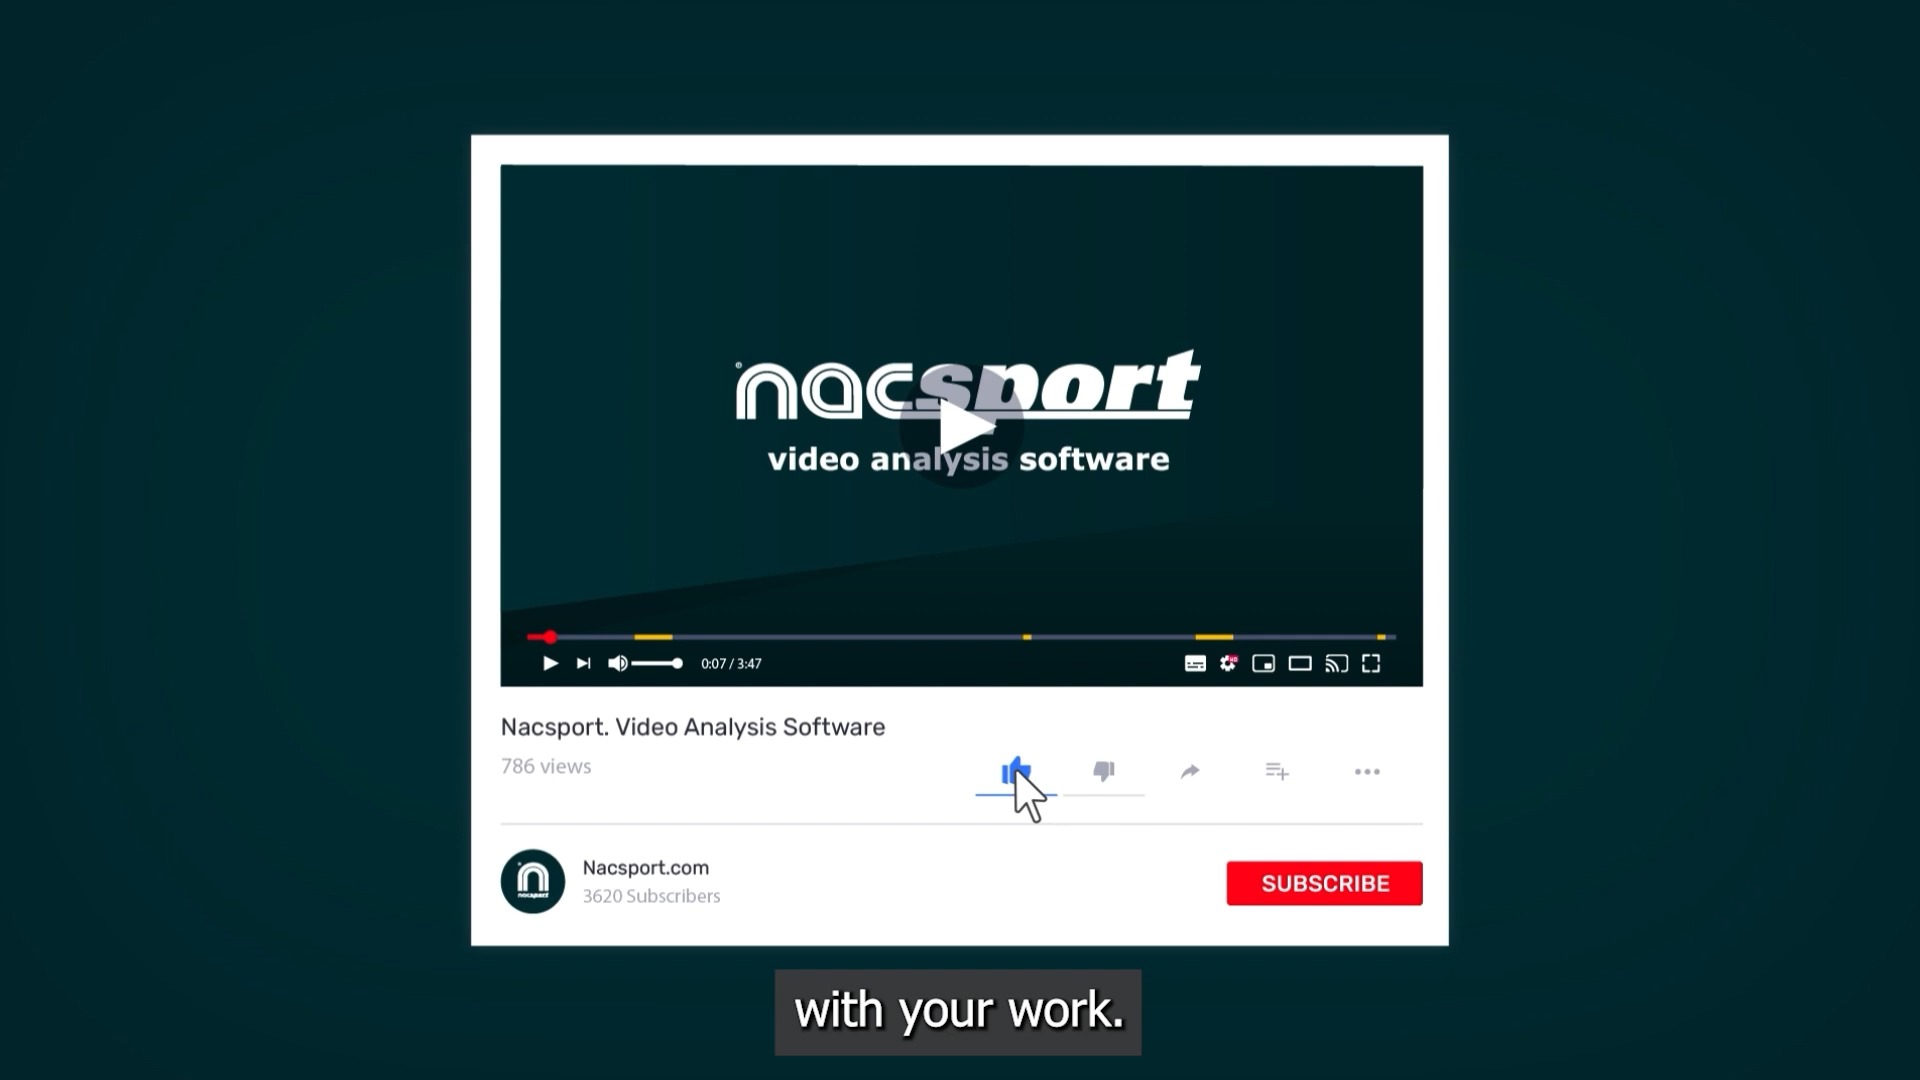 nacsport
video analysis software
0:07 / 3:47
Nacsport. Video Analysis Software
786 views
Nacsport.com
3620 Subscribers
SUBSCRIBE
nacsport
with your work.